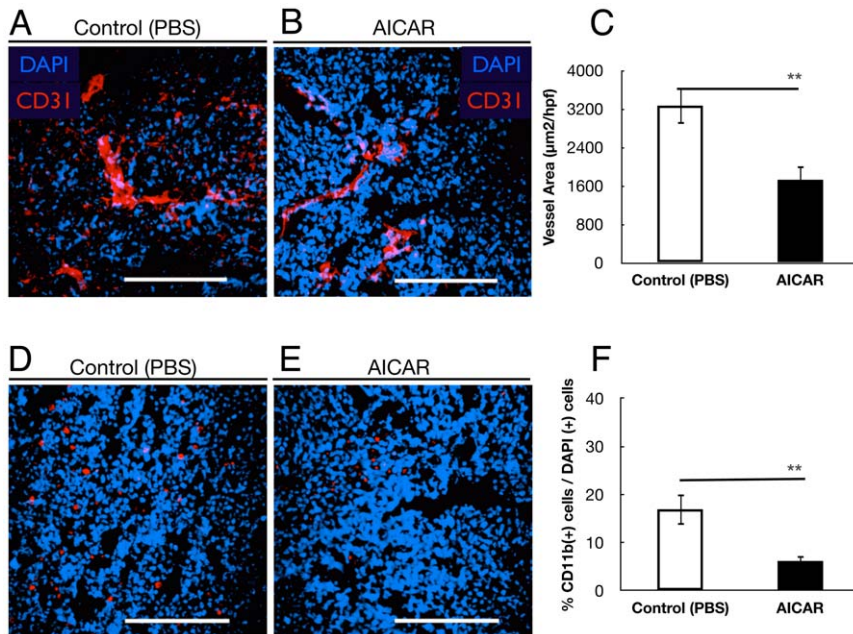 A
Control (PBS)
DAPI
CD31
B
AICAR
DAPI
CD31
C
**
Vessel Area (µm2/hpf)
4000
3200
2400
1600
800
0
Control (PBS)
AICAR
D
Control (PBS)
E
AICAR
F
**
% CD11b(+) cells / DAPI (+) cells
40
30
20
10
0
Control (PBS)
AICAR